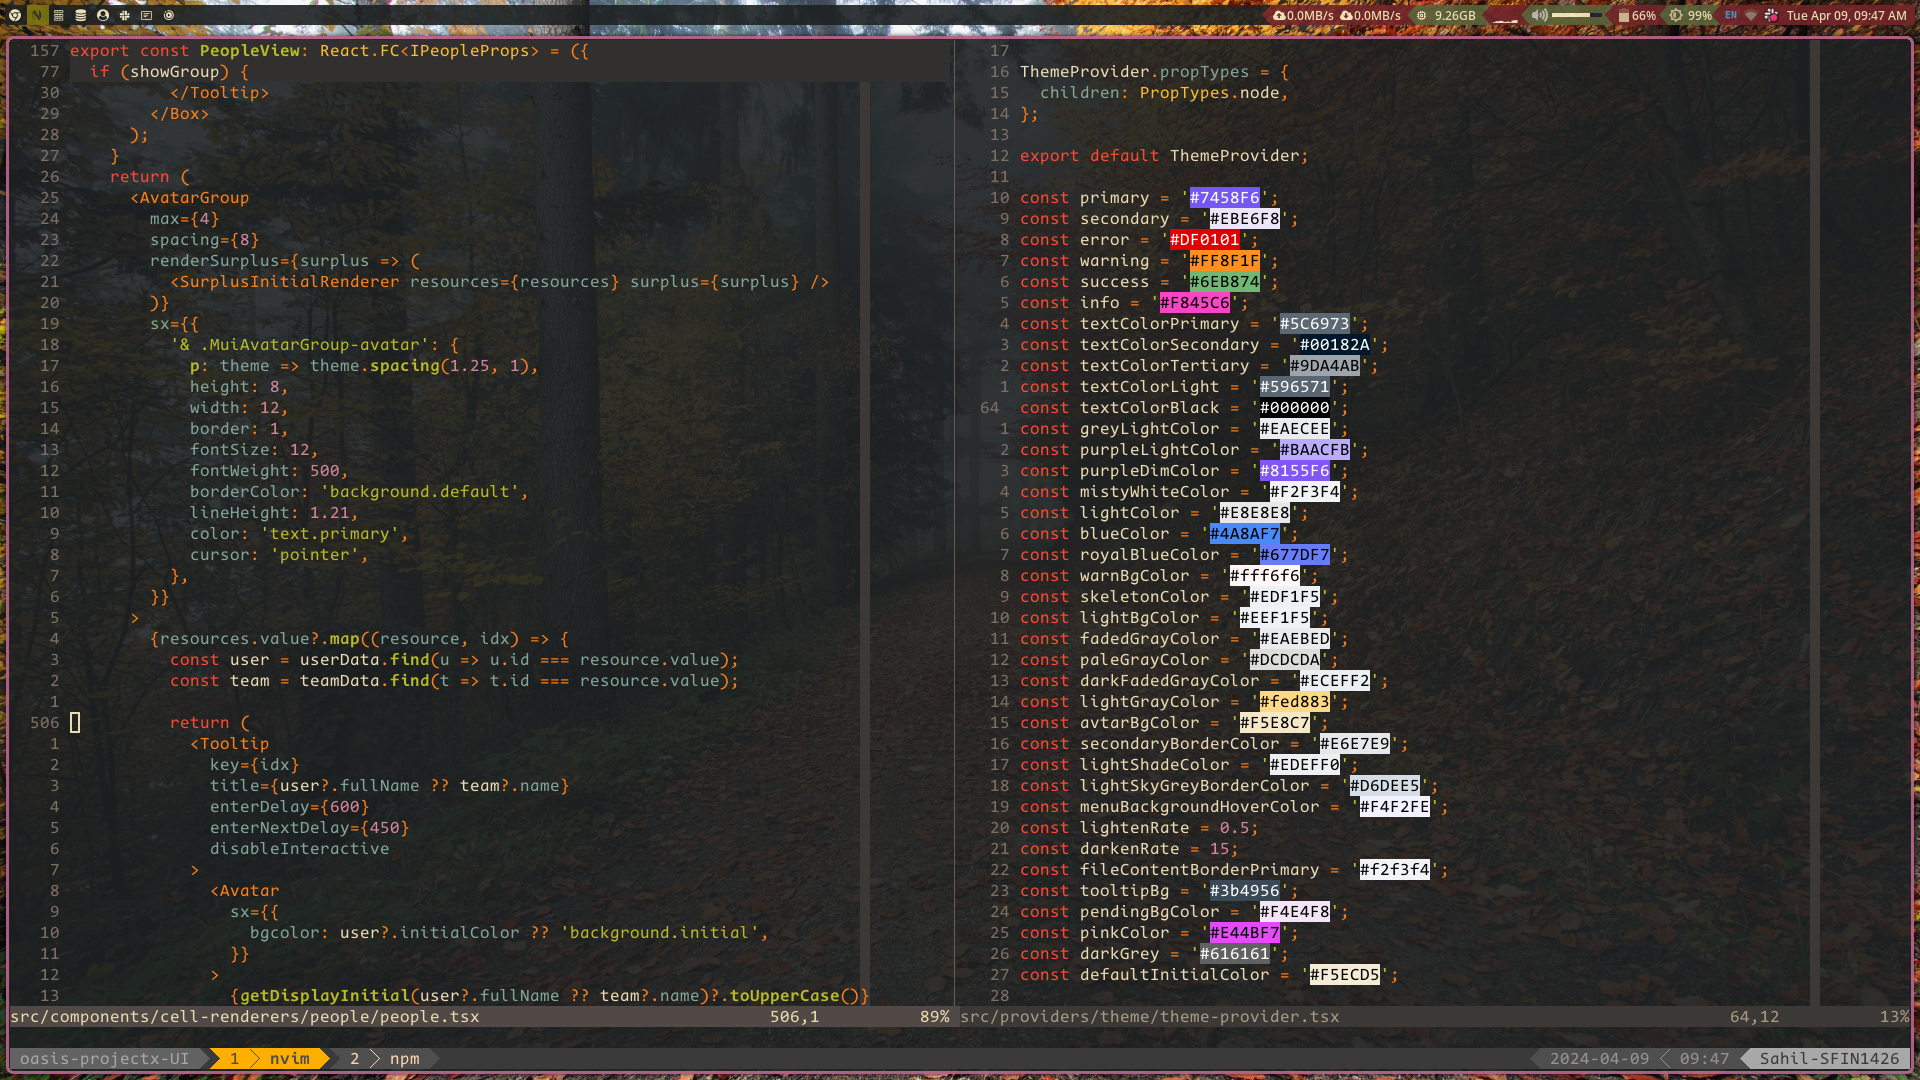 0.0MB/s 0.0MB/s 9.26GB 66% 99% EN Tue Apr 09, 09:47 AM
157 export const PeopleView: React.FC<IPeopleProps> = ({
77 if (showGroup) {
30 </Tooltip>
29 </Box>
28 );
27 }
26 return (
25 <AvatarGroup
24 max={4}
23 spacing={8}
22 renderSurplus={surplus => (
21 <SurplusInitialRenderer resources={resources} surplus={surplus} />
20 )}
19 sx={{
18 '& .MuiAvatarGroup-avatar': {
17 p: theme => theme.spacing(1.25, 1),
16 height: 8,
15 width: 12,
14 border: 1,
13 fontSize: 12,
12 fontWeight: 500,
11 borderColor: 'background.default',
10 lineHeight: 1.21,
9 color: 'text.primary',
8 cursor: 'pointer',
7 },
6 }}
5 >
4 {resources.value?.map((resource, idx) => {
3 const user = userData.find(u => u.id === resource.value);
2 const team = teamData.find(t => t.id === resource.value);
1
506 return (
1 <Tooltip
2 key={idx}
3 title={user?.fullName ?? team?.name}
4 enterDelay={600}
5 enterNextDelay={450}
6 disableInteractive
7 >
8 <Avatar
9 sx={{
10 bgcolor: user?.initialColor ?? 'background.initial',
11 }}
12 >
13 {getDisplayInitial(user?.fullName ?? team?.name)?.toUpperCase()}
src/components/cell-renderers/people/people.tsx 506,1 89%
17
16 ThemeProvider.propTypes = {
15 children: PropTypes.node,
14 };
13
12 export default ThemeProvider;
11
10 const primary = '#7458F6';
9 const secondary = '#EBE6F8';
8 const error = '#DF0101';
7 const warning = '#FF8F1F';
6 const success = '#6EB874';
5 const info = '#F845C6';
4 const textColorPrimary = '#5C6973';
3 const textColorSecondary = '#00182A';
2 const textColorTertiary = '#9DA4AB';
1 const textColorLight = '#596571';
64 const textColorBlack = '#000000';
1 const greyLightColor = '#EAECEE';
2 const purpleLightColor = '#BAACFB';
3 const purpleDimColor = '#8155F6';
4 const mistyWhiteColor = '#F2F3F4';
5 const lightColor = '#E8E8E8';
6 const blueColor = '#4A8AF7';
7 const royalBlueColor = '#677DF7';
8 const warnBgColor = '#fff6f6';
9 const skeletonColor = '#EDF1F5';
10 const lightBgColor = '#EEF1F5';
11 const fadedGrayColor = '#EAEBED';
12 const paleGrayColor = '#DCDCDA';
13 const darkFadedGrayColor = '#ECEFF2';
14 const lightGrayColor = '#fed883';
15 const avtarBgColor = '#F5E8C7';
16 const secondaryBorderColor = '#E6E7E9';
17 const lightShadeColor = '#EDEFF0';
18 const lightSkyGreyBorderColor = '#D6DEE5';
19 const menuBackgroundHoverColor = '#F4F2FE';
20 const lightenRate = 0.5;
21 const darkenRate = 15;
22 const fileContentBorderPrimary = '#f2f3f4';
23 const tooltipBg = '#3b4956';
24 const pendingBgColor = '#F4E4F8';
25 const pinkColor = '#E44BF7';
26 const darkGrey = '#616161';
27 const defaultInitialColor = '#F5ECD5';
28
src/providers/theme/theme-provider.tsx 64,12 13%
oasis-projectx-UI 1 nvim 2 npm 2024-04-09 09:47 Sahil-SFIN1426